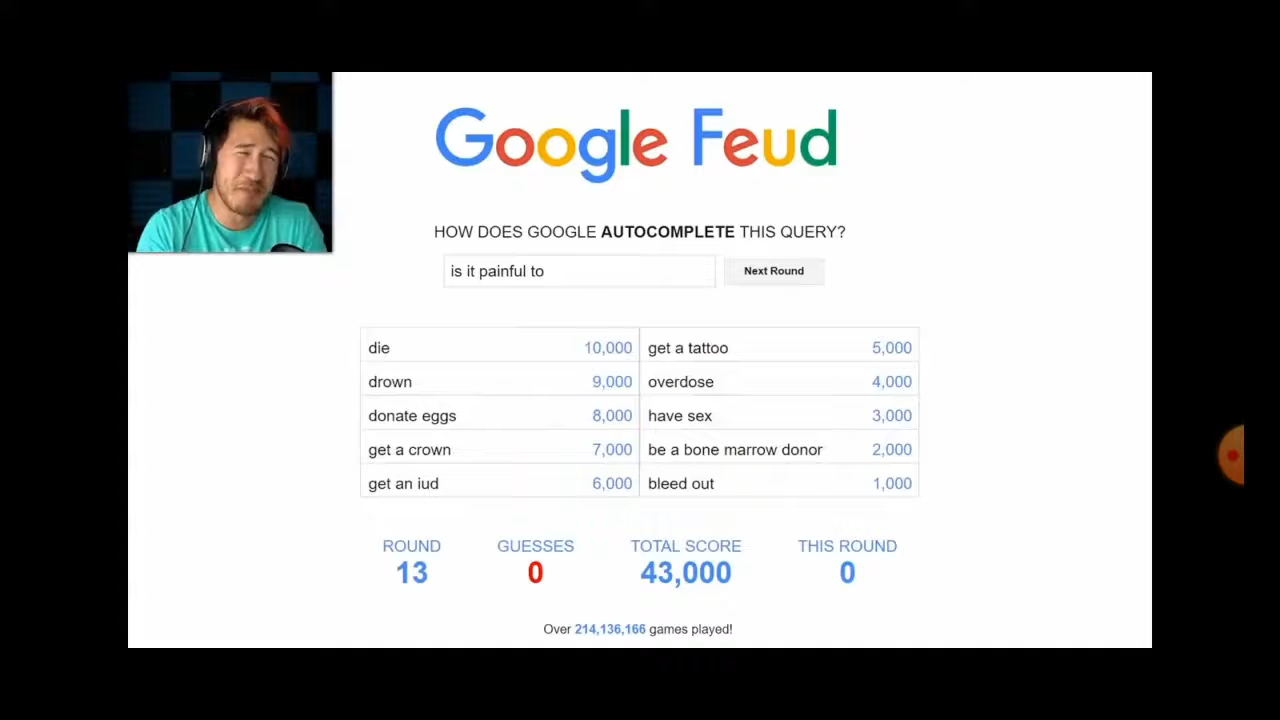 Google Feud
HOW DOES GOOGLE AUTOCOMPLETE THIS QUERY?
is it painful to
Next Round
die 10,000 get a tattoo 5,000
drown 9,000 overdose 4,000
donate eggs 8,000 have sex 3,000
get a crown 7,000 be a bone marrow donor 2,000
get an iud 6,000 bleed out 1,000
ROUND GUESSES TOTAL SCORE THIS ROUND
13 0 43,000 0
Over 214,136,166 games played!